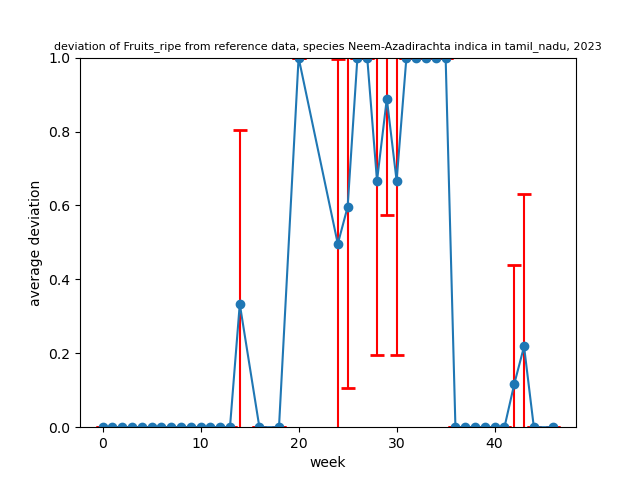 deviation of Fruits_ripe from reference data, species Neem-Azadirachta indica in tamil_nadu, 2023
1.0
0.8
0.6
0.4
0.2
0.0
average deviation
0 10 20 30 40
week